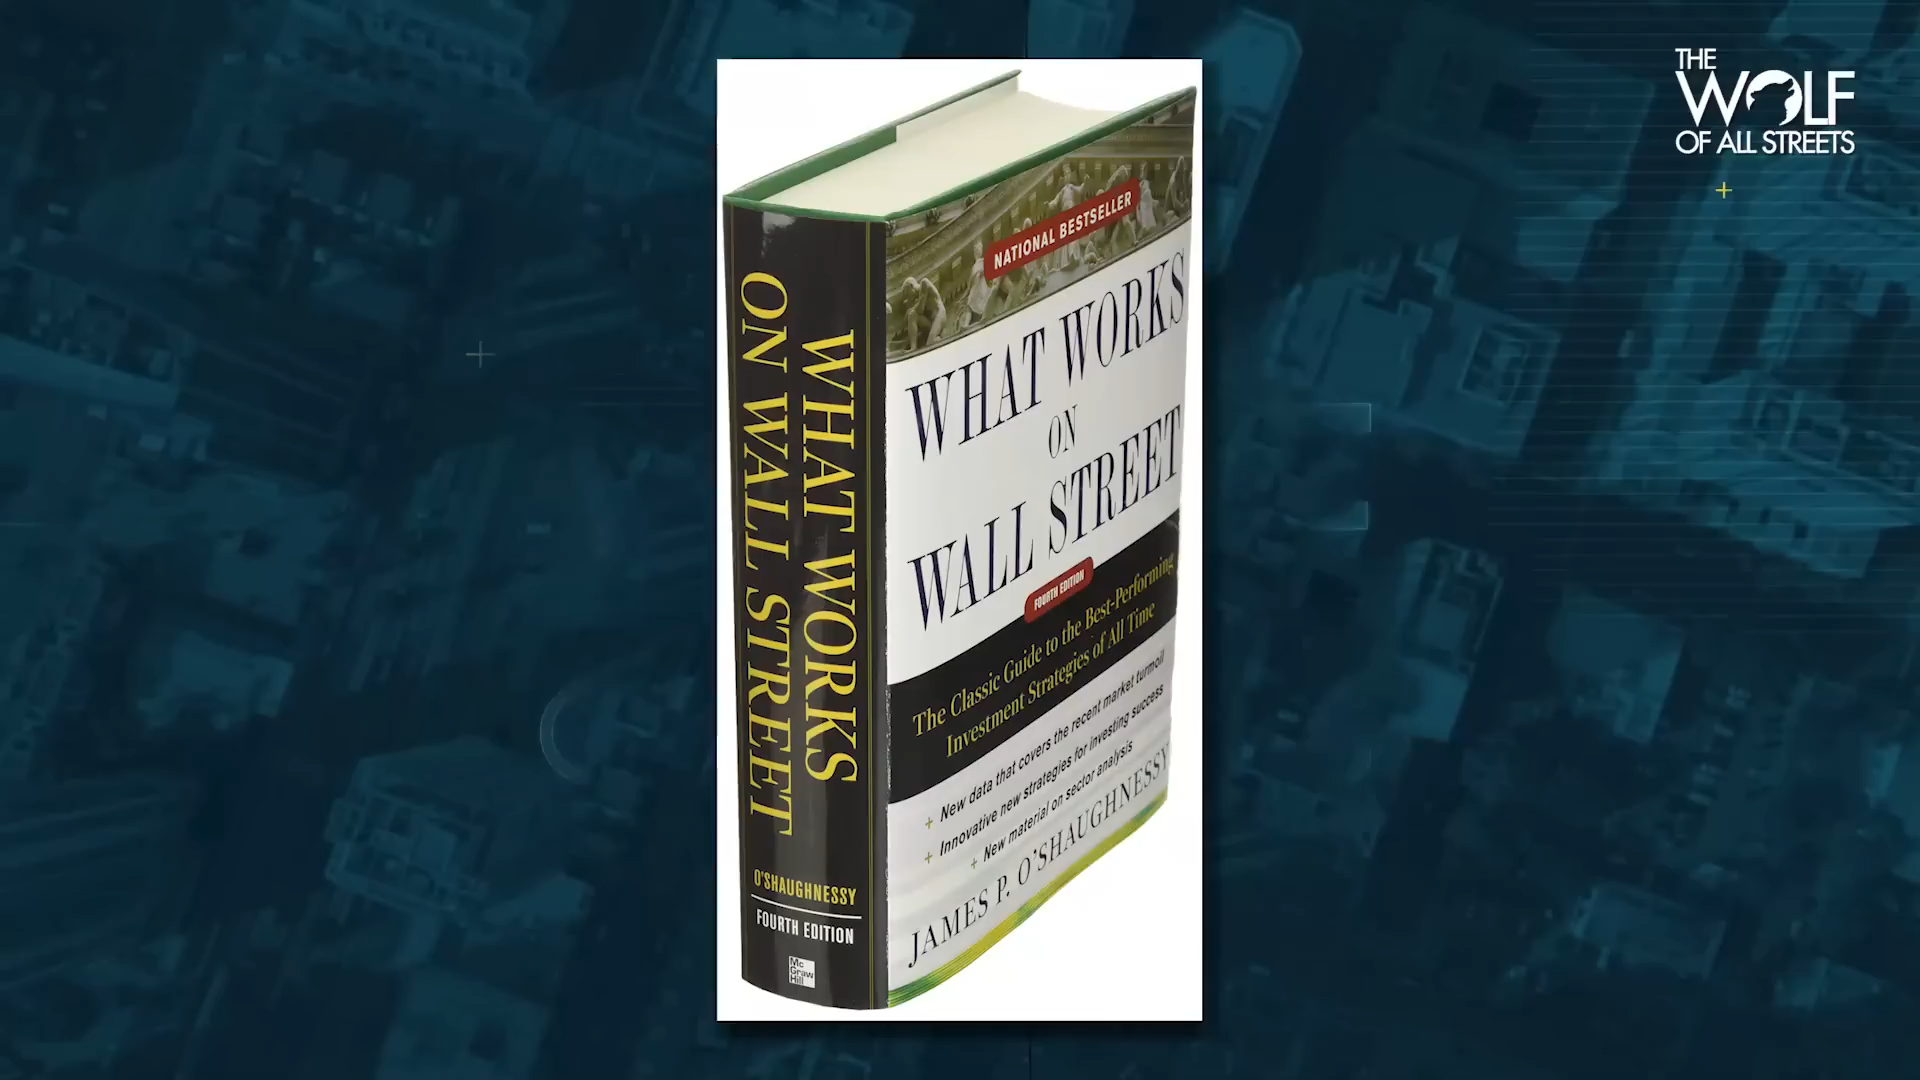 THE
WOLF
OF ALL STREETS
WHAT WORKS
ON WALL STREET
O'SHAUGHNESSY
FOURTH EDITION
Mc
Graw
Hill
NATIONAL BESTSELLER
WHAT WORKS
ON
WALL STREET
FOURTH EDITION
The Classic Guide to the Best-Performing
Investment Strategies of All Time
+ New data that covers the recent market turmoil
+ Innovative new strategies for investing success
+ New material on sector analysis
JAMES P. O'SHAUGHNESSY